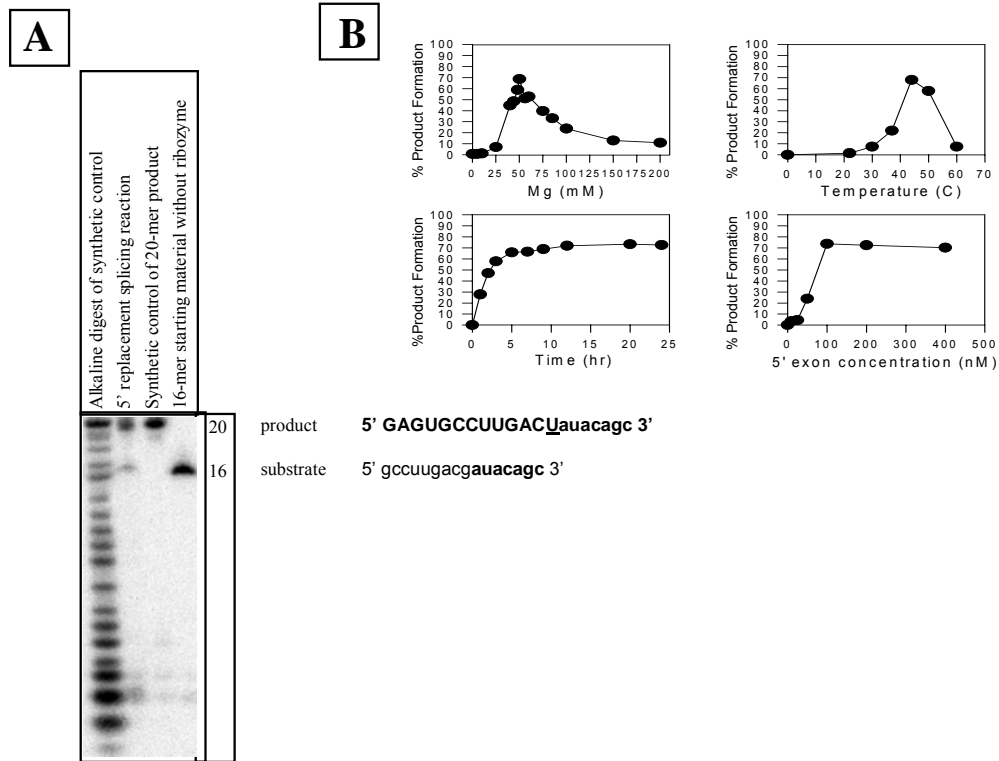 A
B
Alkaline digest of synthetic control
5' replacement splicing reaction
Synthetic control of 20-mer product
16-mer starting material without ribozyme
20
16
product 5' GAGUGCCUUGACUauacagc 3'
substrate 5' gccuugacgauacagc 3'
% Product Formation
100
90
80
70
60
50
40
30
20
10
0
0 25 50 75 100 125 150 175 200
Mg (mM)
% Product Formation
100
90
80
70
60
50
40
30
20
10
0
0 10 20 30 40 50 60 70
Temperature (C)
%Product Formation
100
90
80
70
60
50
40
30
20
10
0
0 5 10 15 20 25
Time (hr)
% Product Formation
100
90
80
70
60
50
40
30
20
10
0
0 100 200 300 400 500
5' exon concentration (nM)